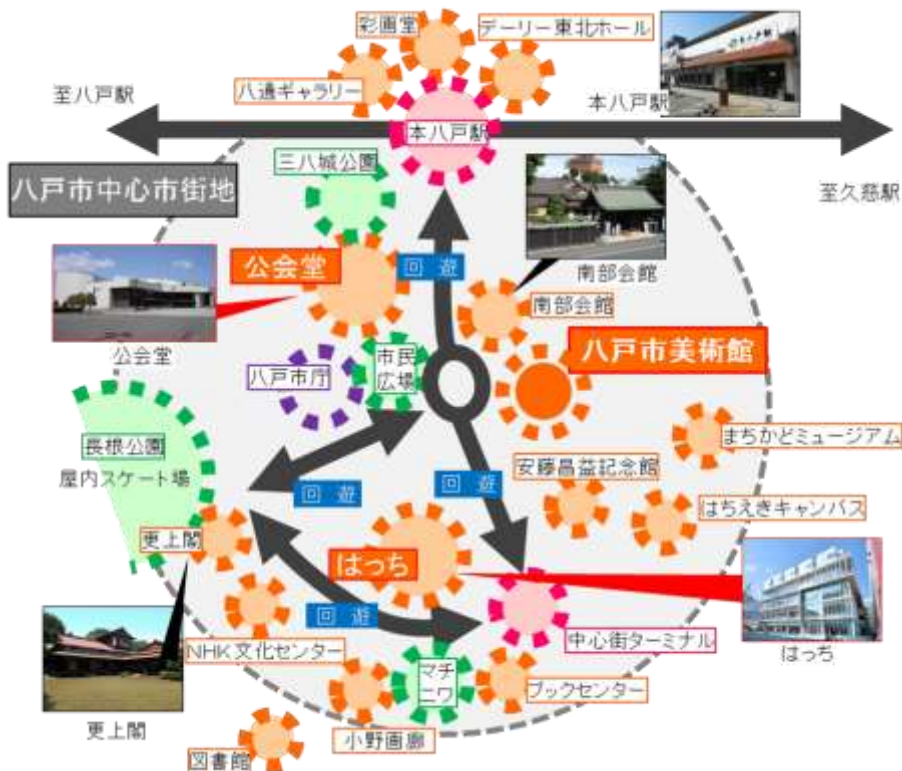 彩画堂
デーリー東北ホール
八通ギャラリー
至八戸駅
本八戸駅
本八戸駅
三八城公園
八戸市中心市街地
至久慈駅
公会堂
回遊
南部会館
南部会館
公会堂
八戸市美術館
八戸市庁
市民
広場
長根公園
屋内スケート場
回遊
回遊
安藤昌益記念館
まちかどミュージアム
はちえきキャンバス
更上閣
はっち
回遊
NHK文化センター
中心街ターミナル
はっち
マチ
ニワ
ブックセンター
更上閣
小野画廊
図書館